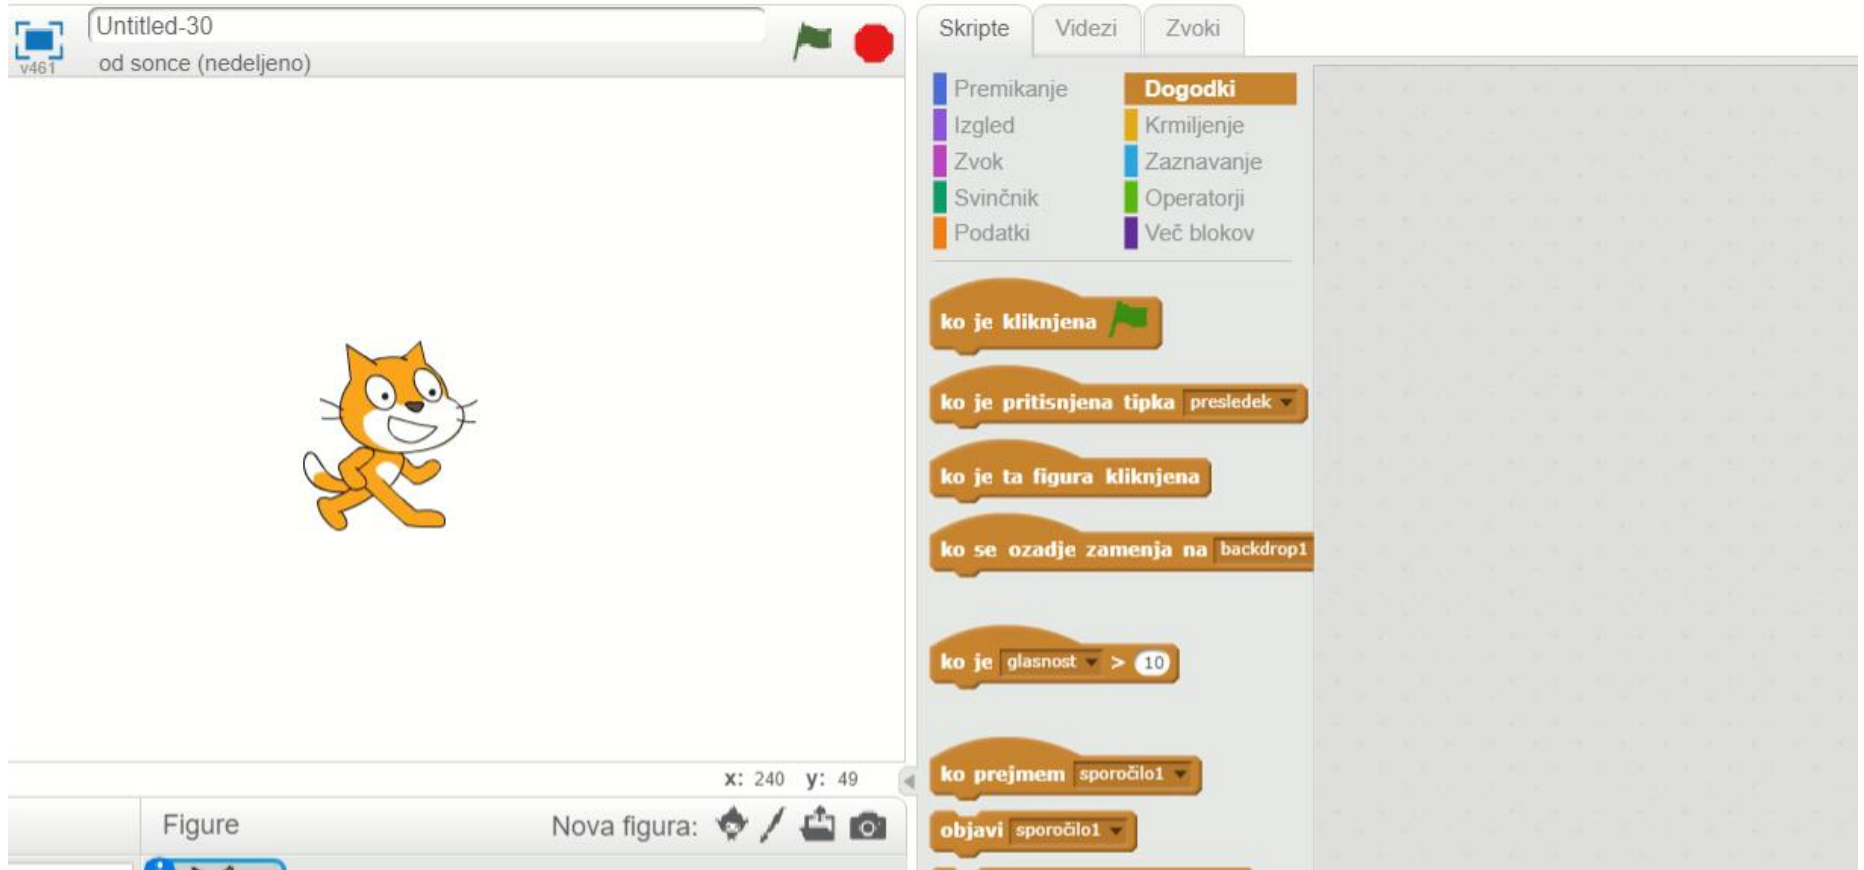 Untitled-30
v461
od sonce (nedeljeno)
Skripte
Videzi
Zvoki
Premikanje
Dogodki
Izgled
Krmiljenje
Zvok
Zaznavanje
Svinčnik
Operatorji
Podatki
Več blokov
ko je kliknjena
ko je pritisnjena tipka presledek
ko je ta figura kliknjena
ko se ozadje zamenja na backdrop1
ko je glasnost > 10
ko prejmem sporočilo1
objavi sporočilo1
x: 240 y: 49
Figure
Nova figura: